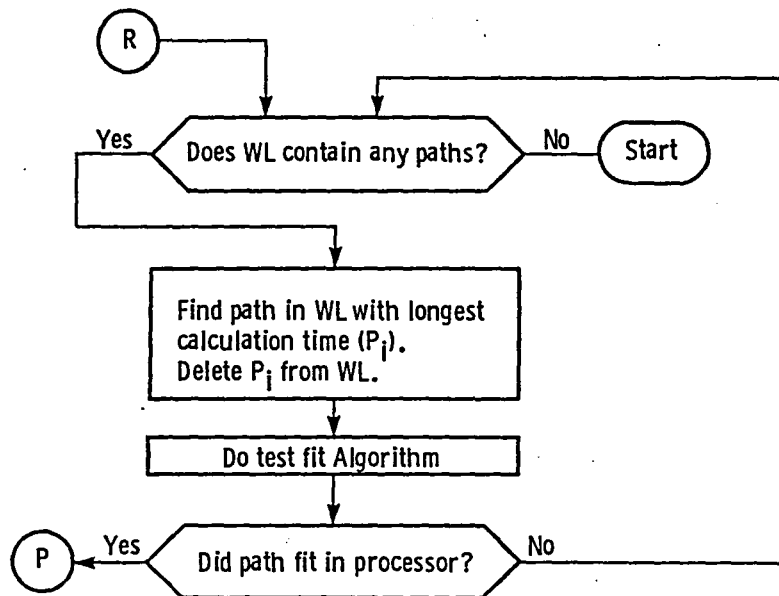 R
Yes
Does WL contain any paths?
No
Start
Find path in WL with longest
calculation time (Pi).
Delete Pi from WL.
Do test fit Algorithm
P
Yes
Did path fit in processor?
No